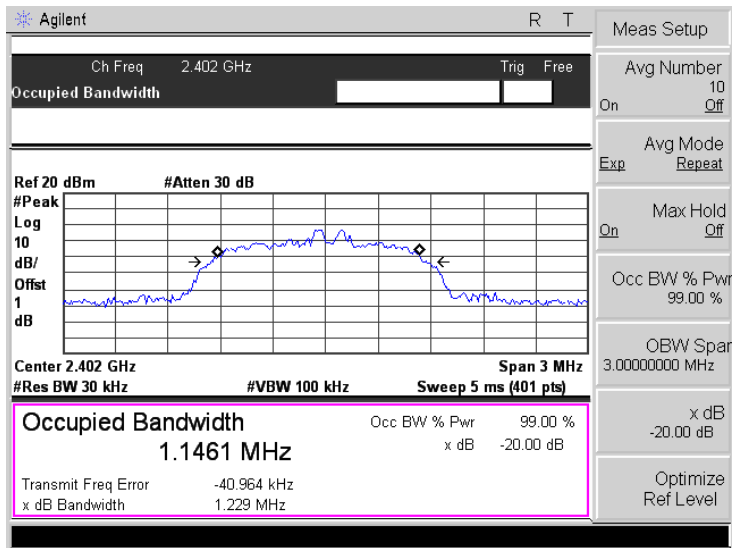 Agilent R T
Ch Freq 2.402 GHz Trig Free
Occupied Bandwidth
Ref 20 dBm #Atten 30 dB
#Peak
Log
10
dB/
Offst
1
dB
Center 2.402 GHz Span 3 MHz
#Res BW 30 kHz #VBW 100 kHz Sweep 5 ms (401 pts)
Occupied Bandwidth Occ BW % Pwr 99.00 %
1.1461 MHz x dB -20.00 dB
Transmit Freq Error -40.964 kHz
x dB Bandwidth 1.229 MHz
Meas Setup
Avg Number
10
On Off
Avg Mode
Exp Repeat
Max Hold
On Off
Occ BW % Pwr
99.00 %
OBW Spar
3.00000000 MHz
x dB
-20.00 dB
Optimize
Ref Level